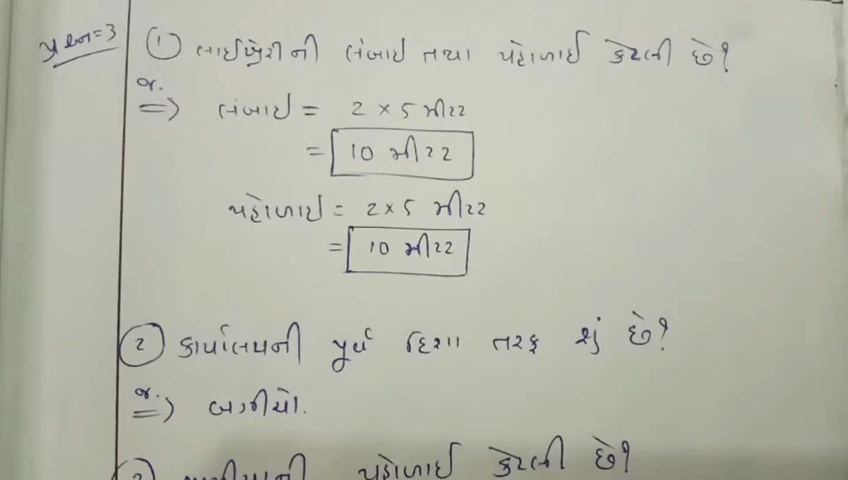 પ્રશ્ન=3 ① લાઈબ્રેરીની લંબાઈ તથા પહોળાઈ કેટલી છે?
જ. ⇒ લંબાઈ = 2 × 5 મીટર
= 10 મીટર
પહોળાઈ = 2 × 5 મીટર
= 10 મીટર
② કાર્યાલયની પૂર્વ દિશા તરફ શું છે?
જ. ⇒ બગીચો.
પહોળાઈ કેટલી છે?